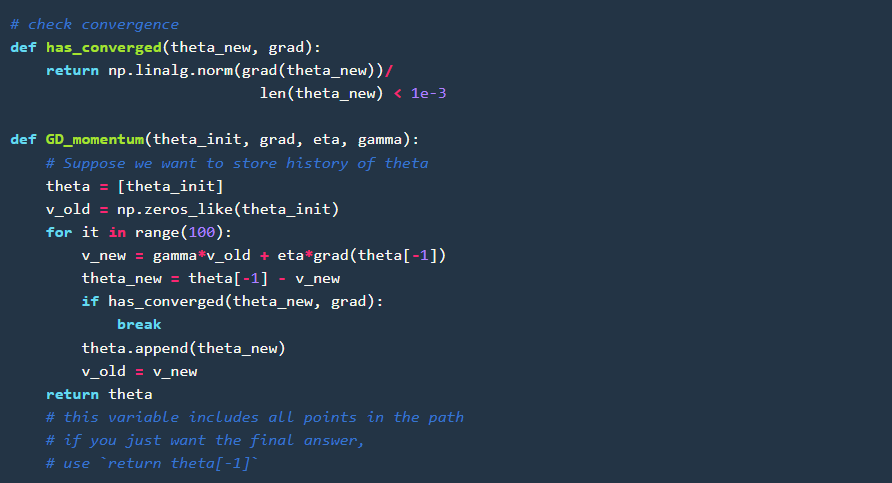 # check convergence
def has_converged(theta_new, grad):
    return np.linalg.norm(grad(theta_new))/
                            len(theta_new) < 1e-3

def GD_momentum(theta_init, grad, eta, gamma):
    # Suppose we want to store history of theta
    theta = [theta_init]
    v_old = np.zeros_like(theta_init)
    for it in range(100):
        v_new = gamma*v_old + eta*grad(theta[-1])
        theta_new = theta[-1] - v_new
        if has_converged(theta_new, grad):
            break
        theta.append(theta_new)
        v_old = v_new
    return theta
    # this variable includes all points in the path
    # if you just want the final answer,
    # use `return theta[-1]`